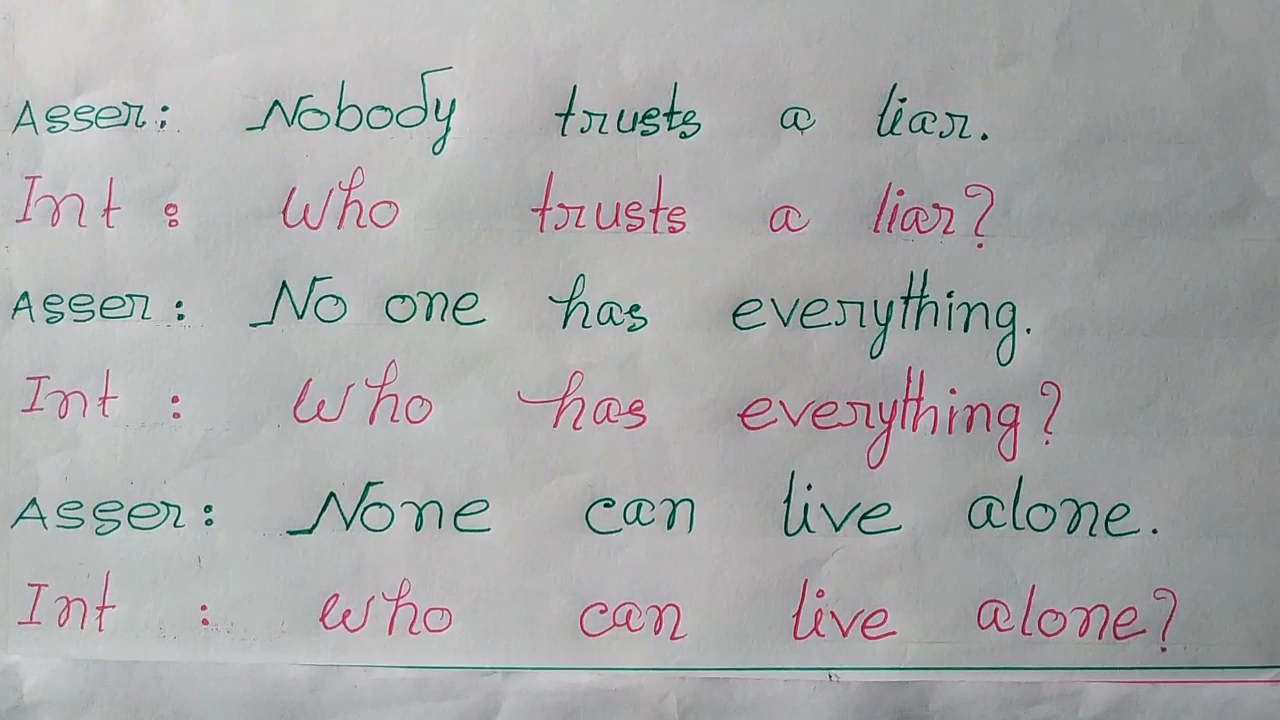 Asser: Nobody trusts a liar.
Int : Who trusts a liar?
Asser: No one has everything.
Int : Who has everything?
Asser: None can live alone.
Int : Who can live alone?